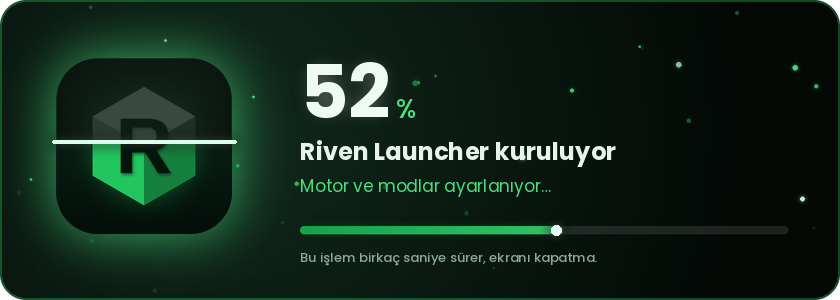 R
52 %
Riven Launcher kuruluyor
Motor ve modlar ayarlanıyor...
Bu işlem birkaç saniye sürer, ekranı kapatma.